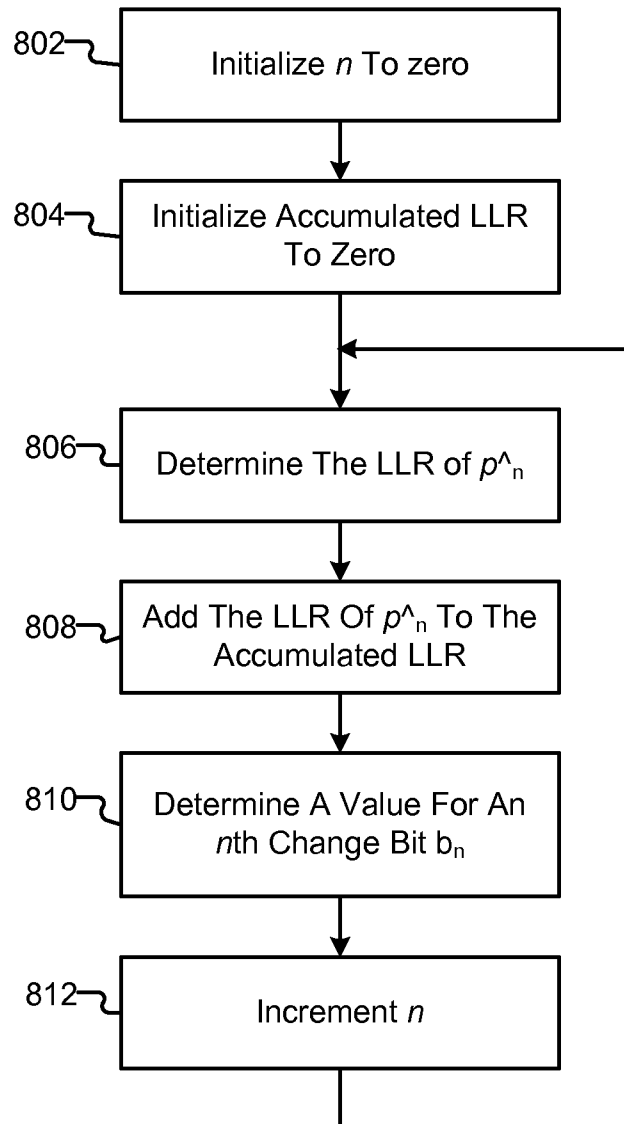 802
Initialize n To zero
804
Initialize Accumulated LLR
To Zero
806
Determine The LLR of p^n
808
Add The LLR Of p^n To The
Accumulated LLR
810
Determine A Value For An
nth Change Bit bn
812
Increment n